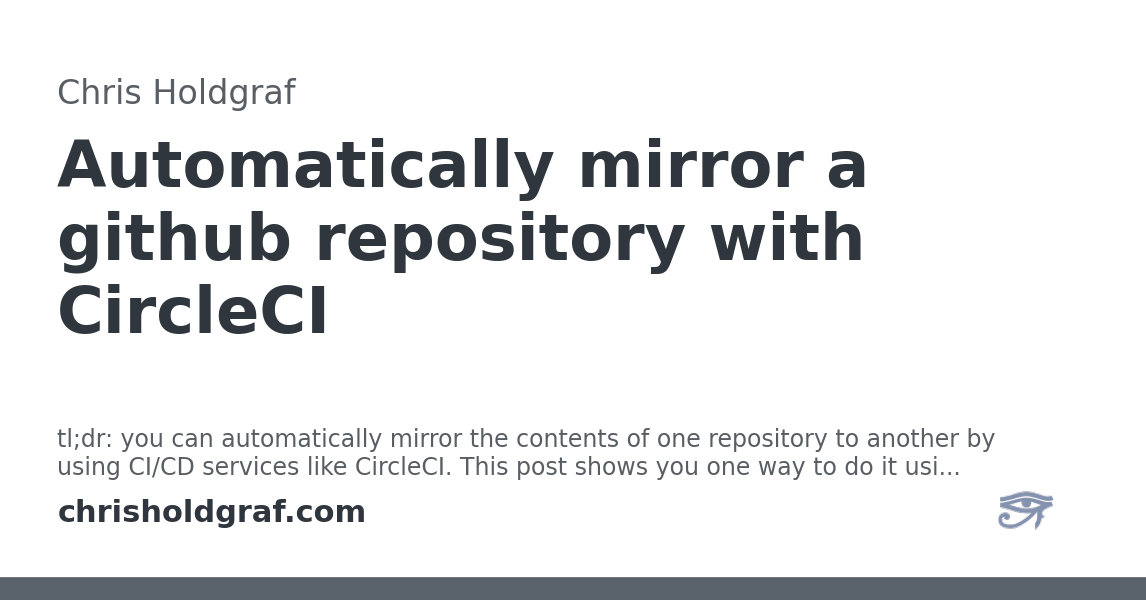 Chris Holdgraf
Automatically mirror a
github repository with
CircleCI
tl;dr: you can automatically mirror the contents of one repository to another by
using CI/CD services like CircleCI. This post shows you one way to do it usi...
chrisholdgraf.com